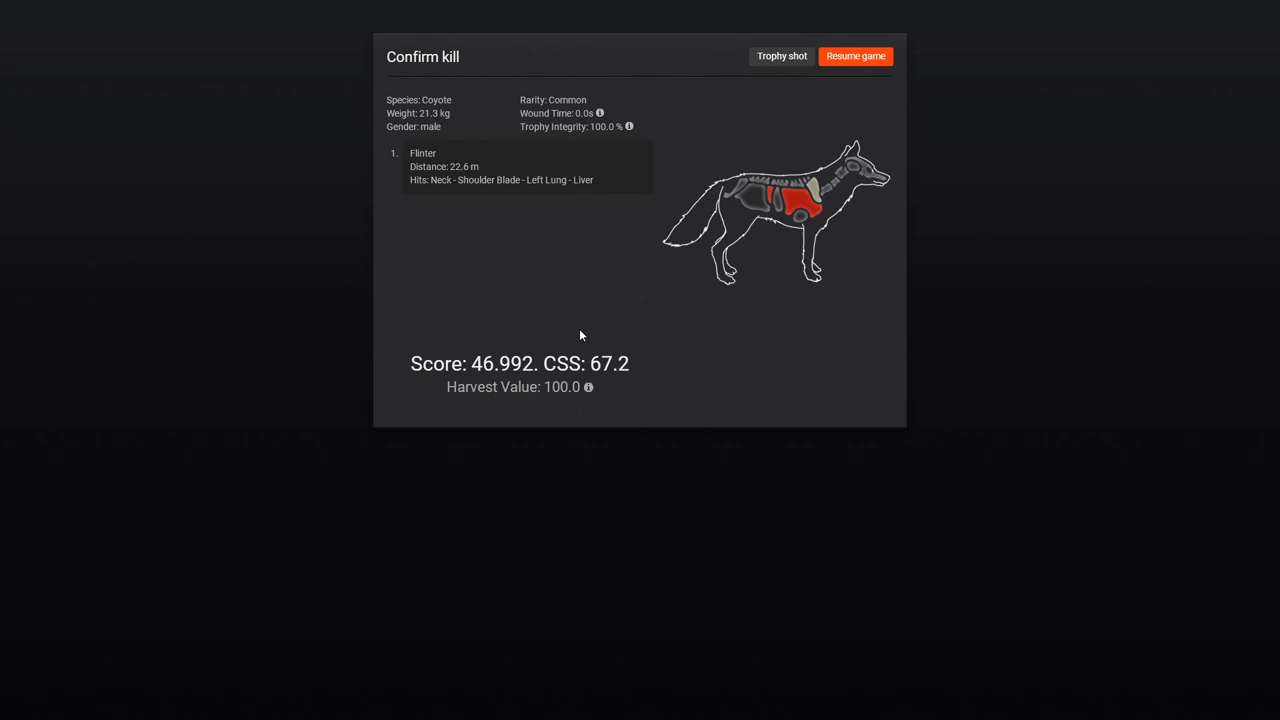 Confirm kill
Trophy shot
Resume game
Species: Coyote
Weight: 21.3 kg
Gender: male
Rarity: Common
Wound Time: 0.0s
Trophy Integrity: 100.0 %
1. Flinter
Distance: 22.6 m
Hits: Neck - Shoulder Blade - Left Lung - Liver
Score: 46.992. CSS: 67.2
Harvest Value: 100.0